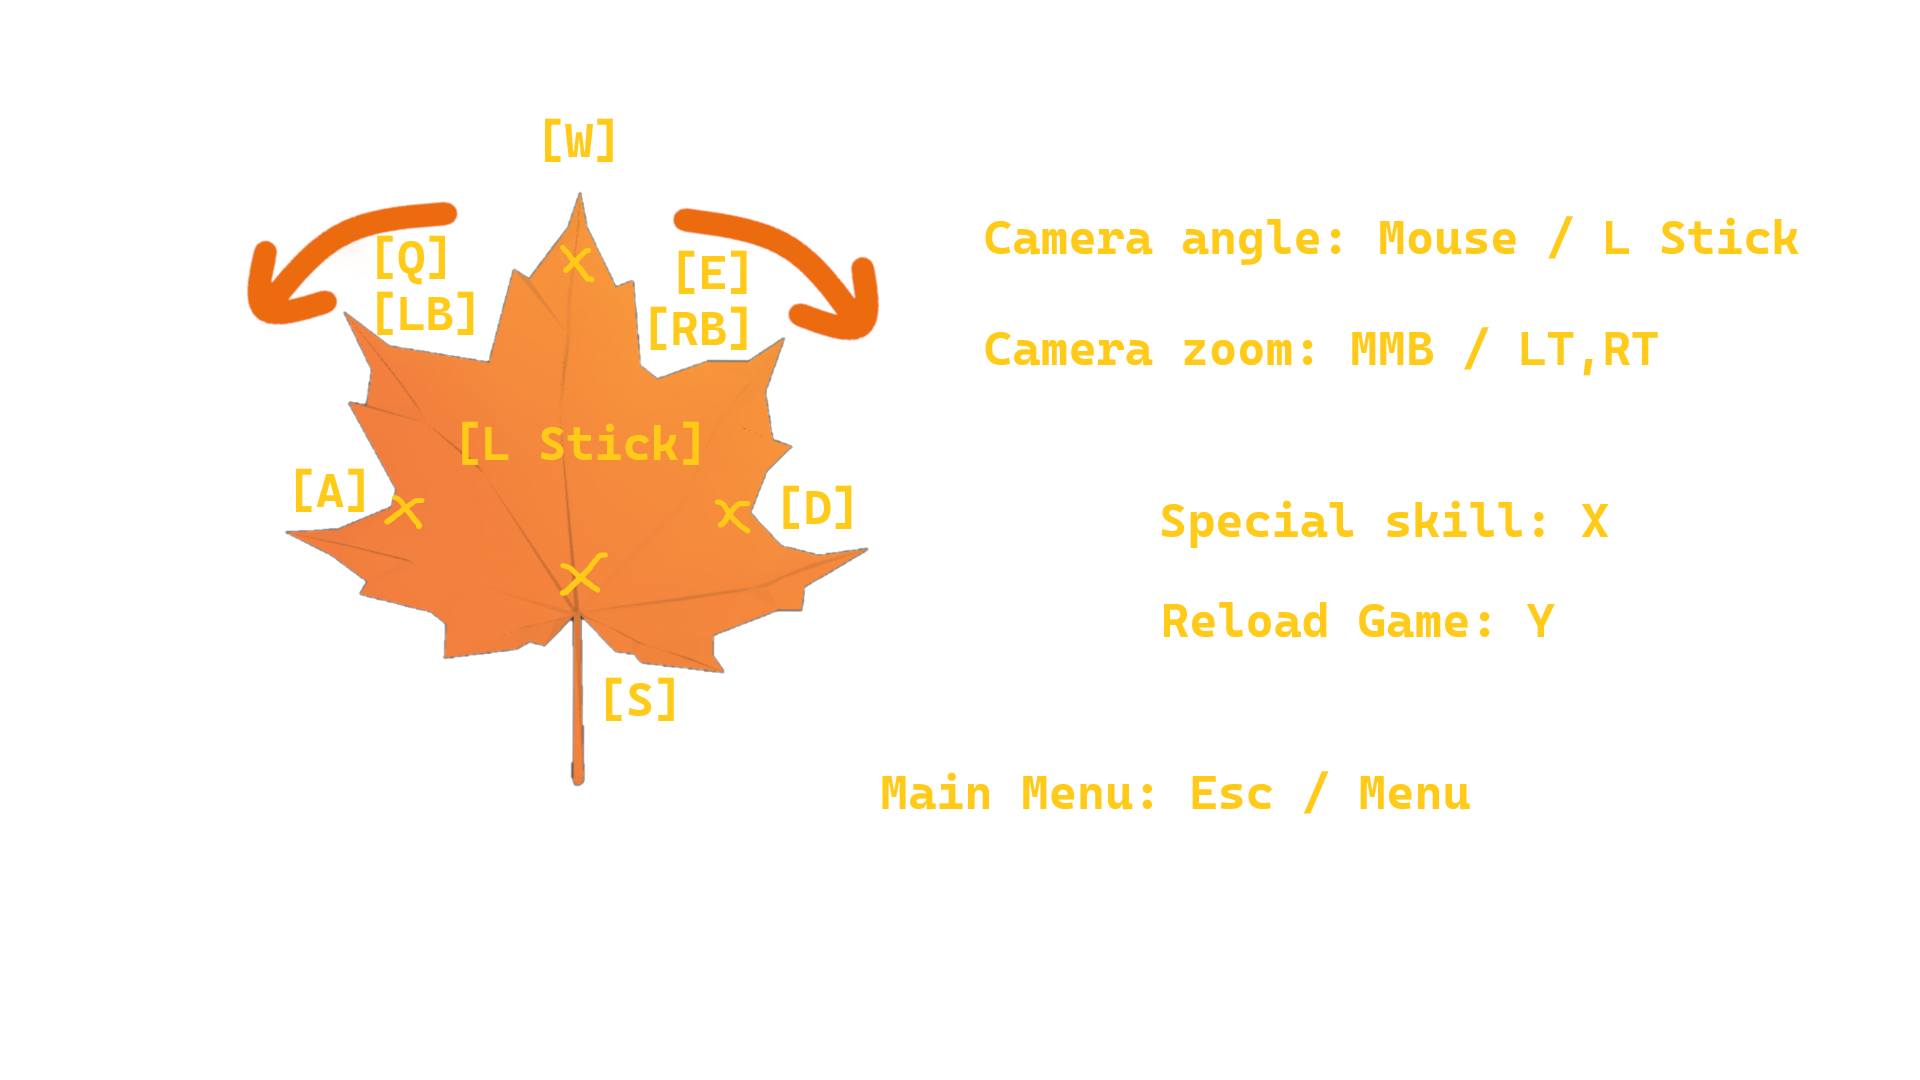 [W]
[Q]
[LB]
[E]
[RB]
[L Stick]
[A]
[D]
[S]
Camera angle: Mouse / L Stick
Camera zoom: MMB / LT,RT
Special skill: X
Reload Game: Y
Main Menu: Esc / Menu